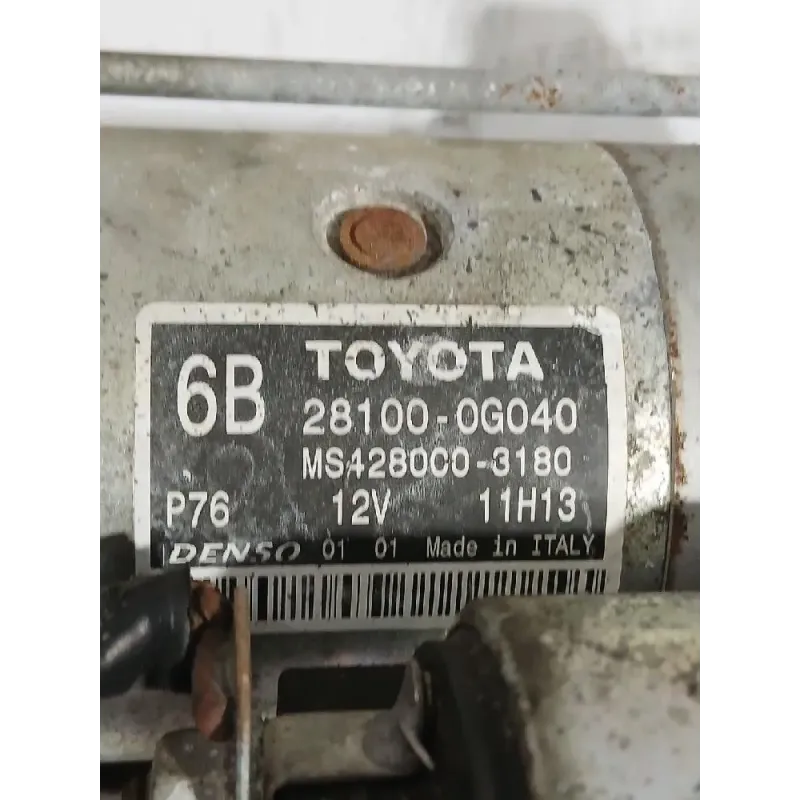 6B TOYOTA
28100-0G040
MS428000-3180
P76 12V 11H13
DENSO 01 01 Made in ITALY